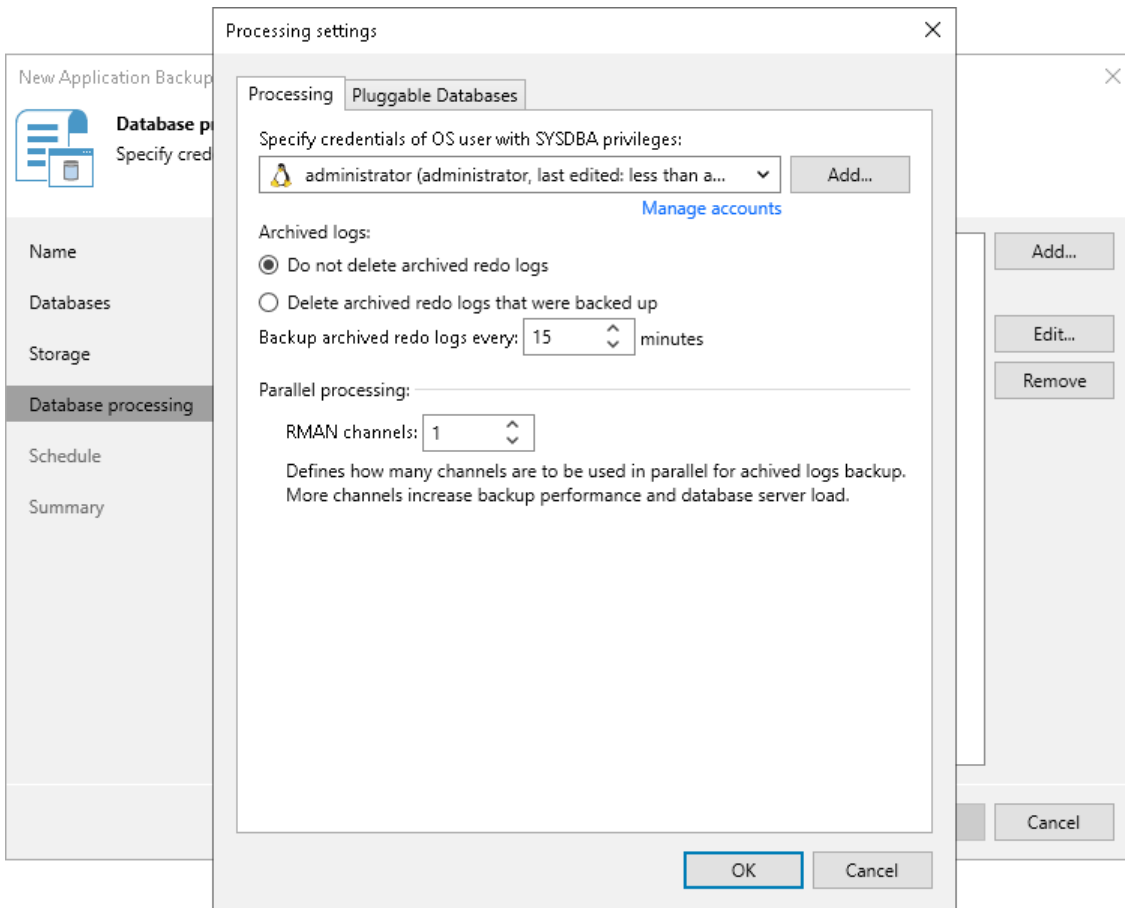 Processing settings
New Application Backup
Database p
Specify cred
Processing
Pluggable Databases
Specify credentials of OS user with SYSDBA privileges:
administrator (administrator, last edited: less than a...
Add...
Manage accounts
Archived logs:
Do not delete archived redo logs
Delete archived redo logs that were backed up
Backup archived redo logs every: 15 minutes
Parallel processing:
RMAN channels: 1
Defines how many channels are to be used in parallel for achived logs backup.
More channels increase backup performance and database server load.
Name
Databases
Storage
Database processing
Schedule
Summary
Add...
Edit...
Remove
OK
Cancel
Cancel